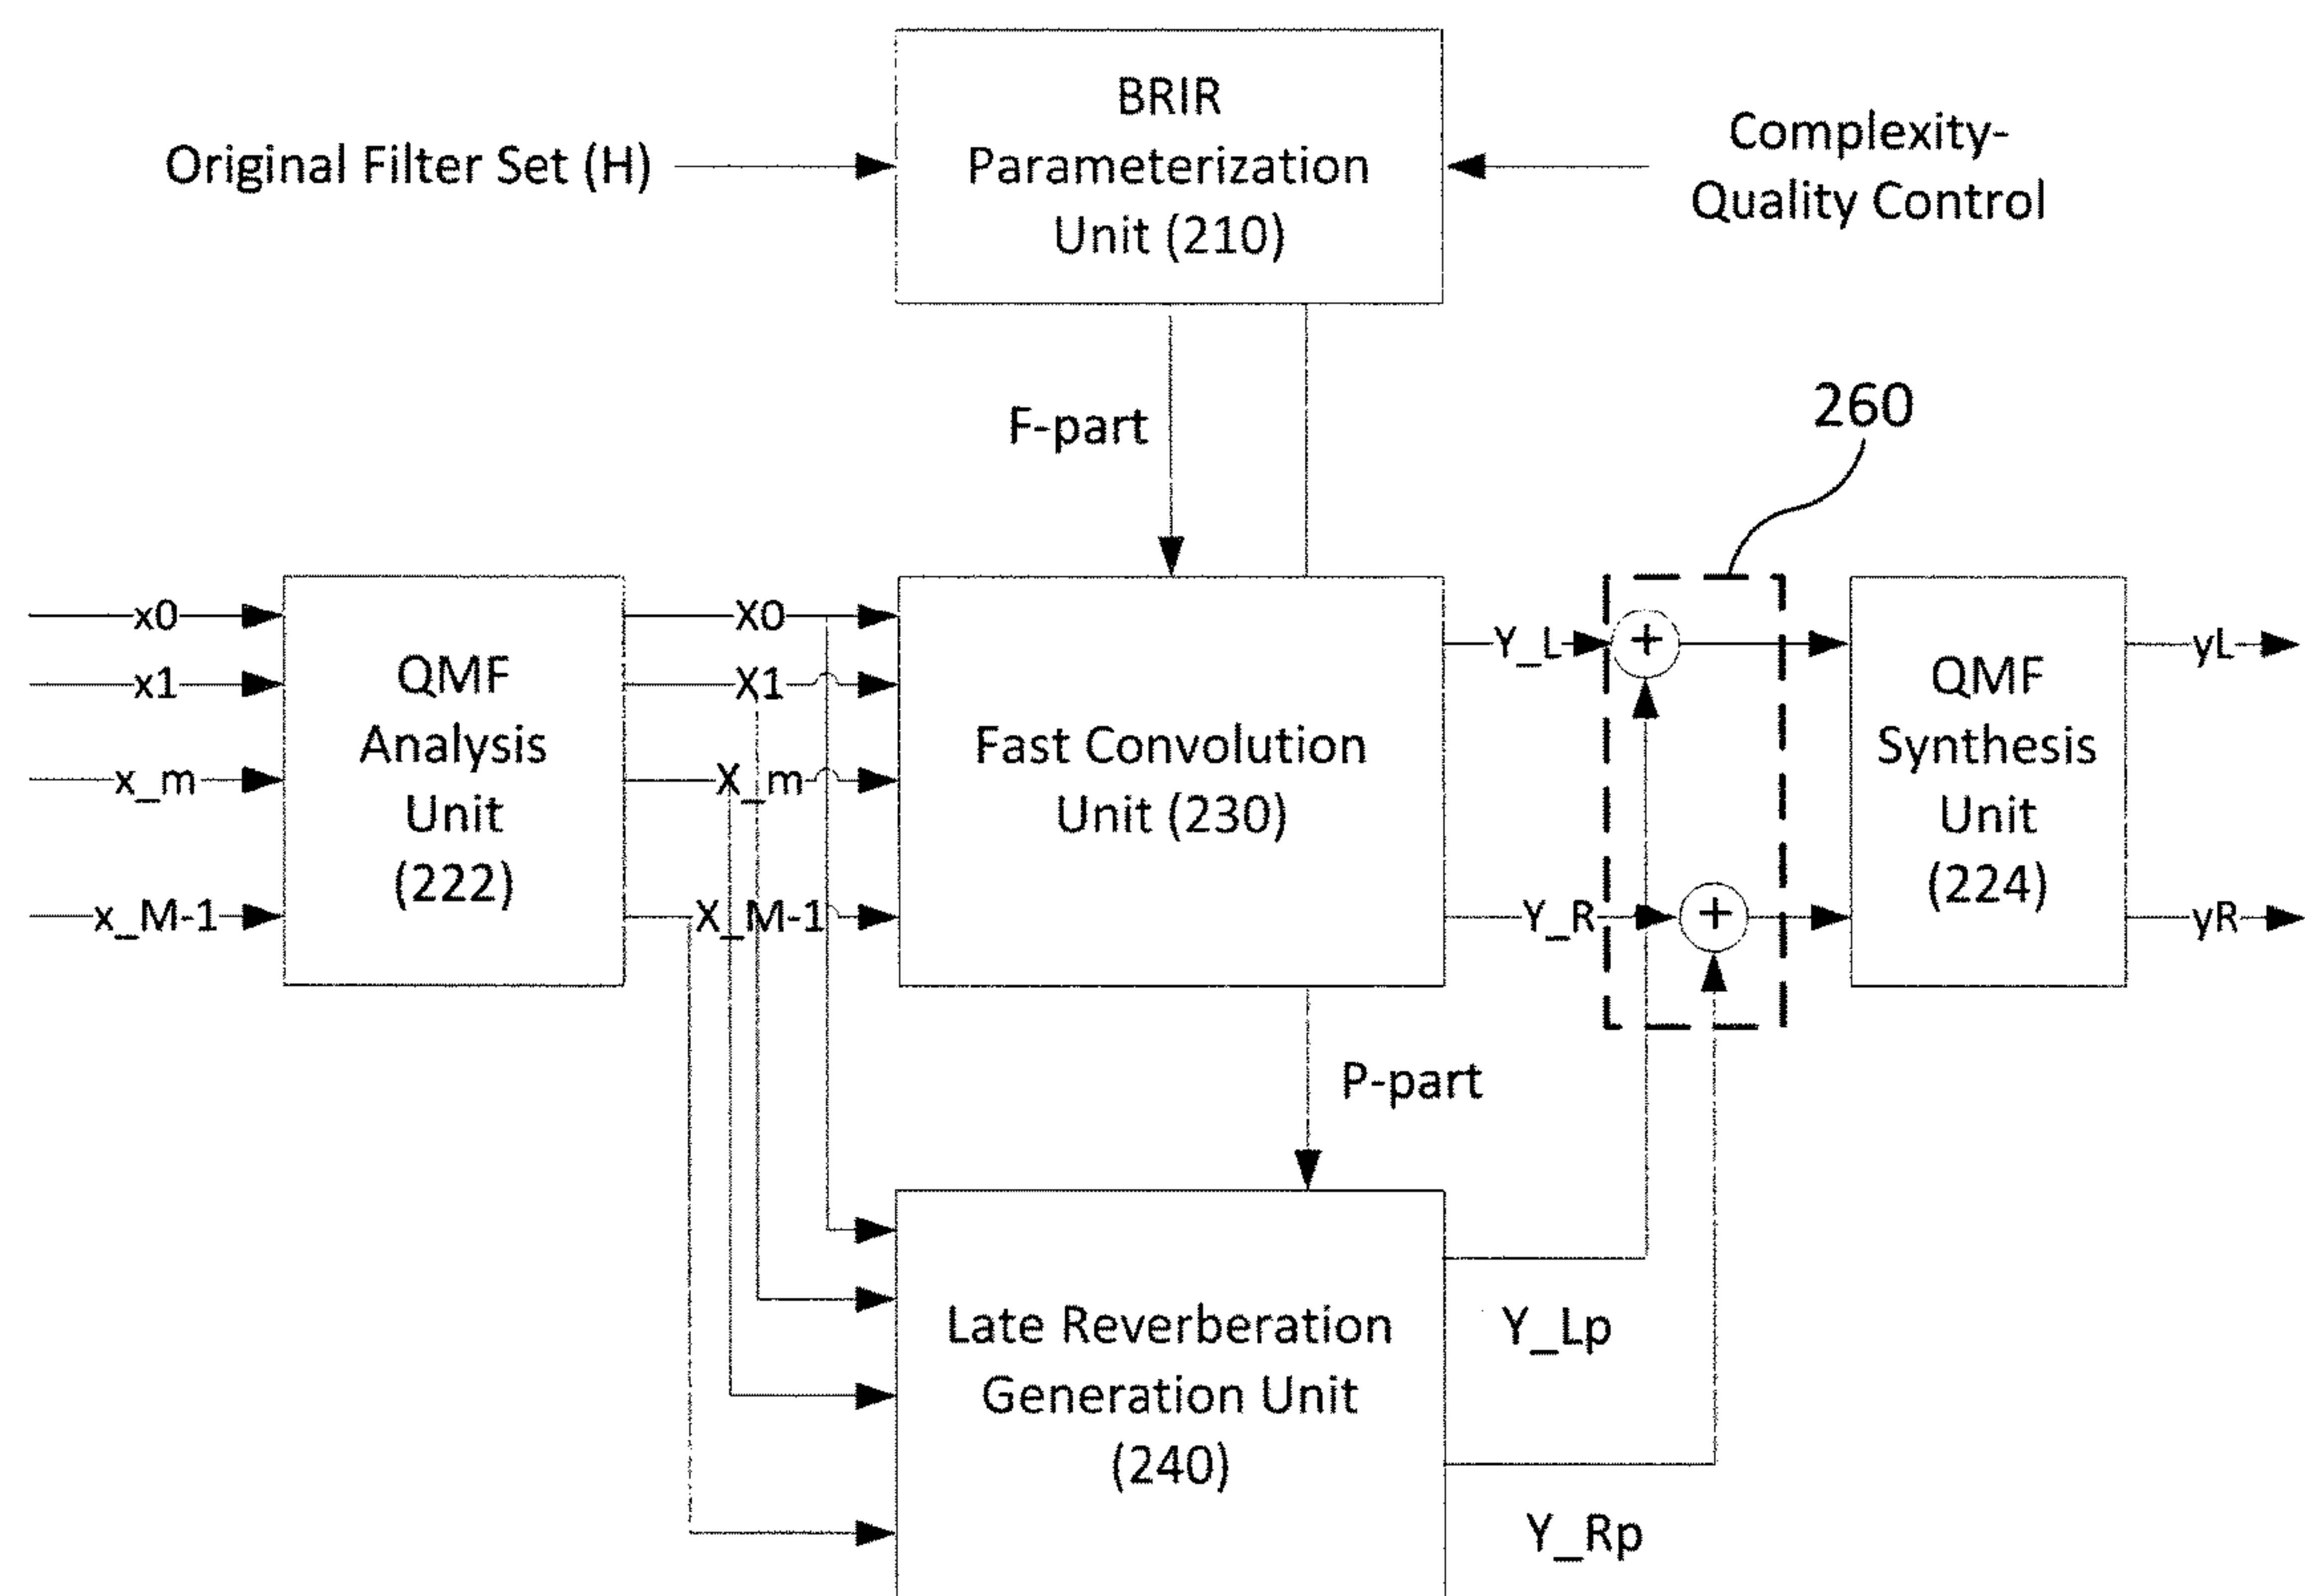 BRIR
Parameterization
Unit (210)
Original Filter Set (H)
Complexity-
Quality Control
F-part
260
x0
x1
x_m
x_M-1
QMF
Analysis
Unit
(222)
X0
X1
X_m
X_M-1
Fast Convolution
Unit (230)
Y_L
Y_R
+
+
QMF
Synthesis
Unit
(224)
yL
yR
P-part
Late Reverberation
Generation Unit
(240)
Y_Lp
Y_Rp